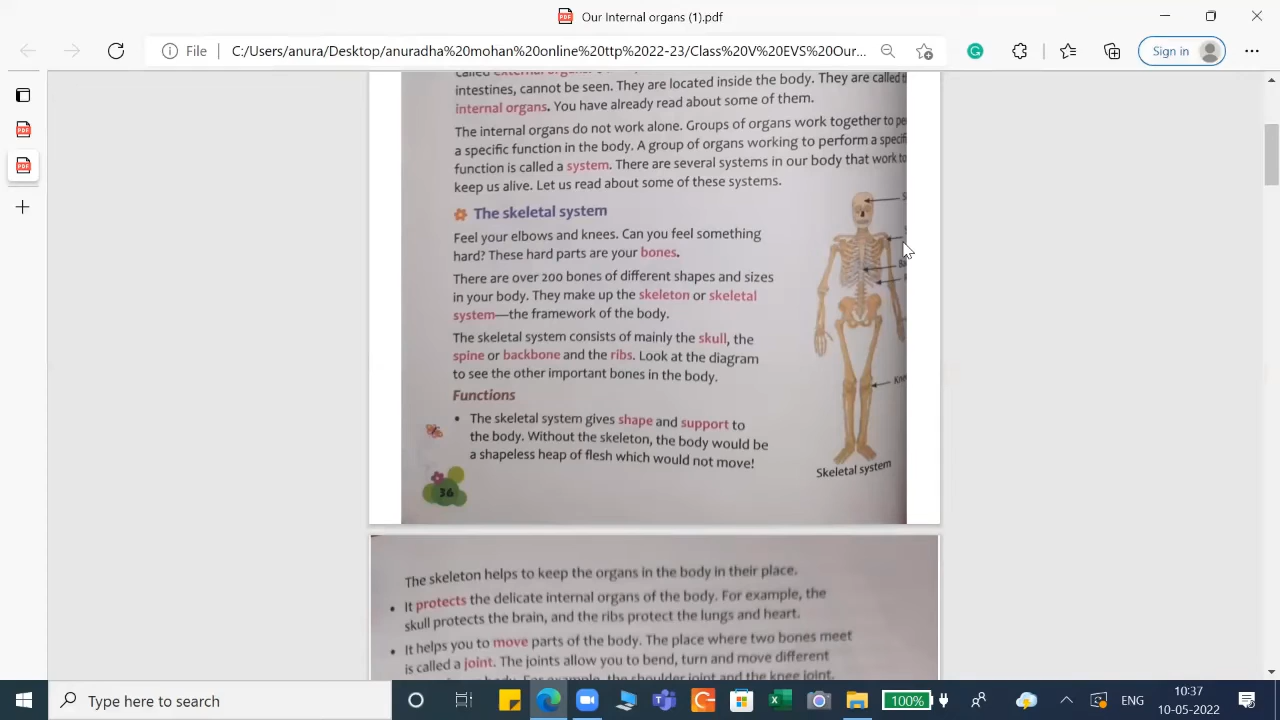 Our Internal organs (1).pdf
File
C:/Users/anura/Desktop/anuradha%20mohan%20online%20ttp%2022-23/Class%20V%20EVS%20Our...
Sign in
called external organs.
intestines, cannot be seen. They are located inside the body. They are called
internal organs. You have already read about some of them.
The internal organs do not work alone. Groups of organs work together to
a specific function in the body. A group of organs working to perform a
function is called a system. There are several systems in our body that work
keep us alive. Let us read about some of these systems.
The skeletal system
Feel your elbows and knees. Can you feel something
hard? These hard parts are your bones.
There are over 200 bones of different shapes and sizes
in your body. They make up the skeleton or skeletal
system—the framework of the body.
The skeletal system consists of mainly the skull, the
spine or backbone and the ribs. Look at the diagram
to see the other important bones in the body.
Functions
• The skeletal system gives shape and support to
the body. Without the skeleton, the body would be
a shapeless heap of flesh which would not move!
Skeletal system
36
The skeleton helps to keep the organs in the body in their place.
• It protects the delicate internal organs of the body. For example, the
skull protects the brain, and the ribs protect the lungs and heart.
• It helps you to move parts of the body. The place where two bones meet
is called a joint. The joints allow you to bend, turn and move different
body. For example, the shoulder joint and the knee joint.
Type here to search
100%
ENG
10:37
10-05-2022